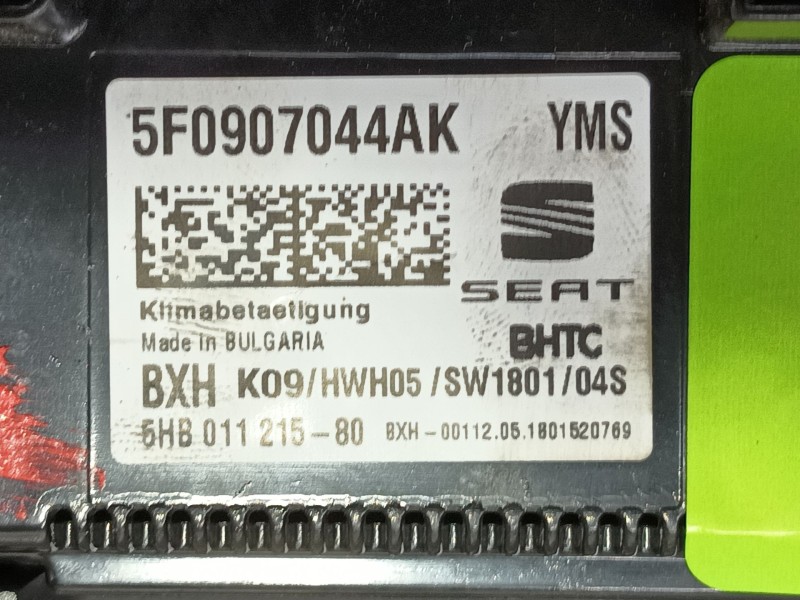 5F0907044AK YMS
SEAT
Klimabetaetigung
Made in BULGARIA
BHTC
BXH K09/HWH05/SW1801/04S
5HB 011 215-80 BXH-00112.05.1801520769